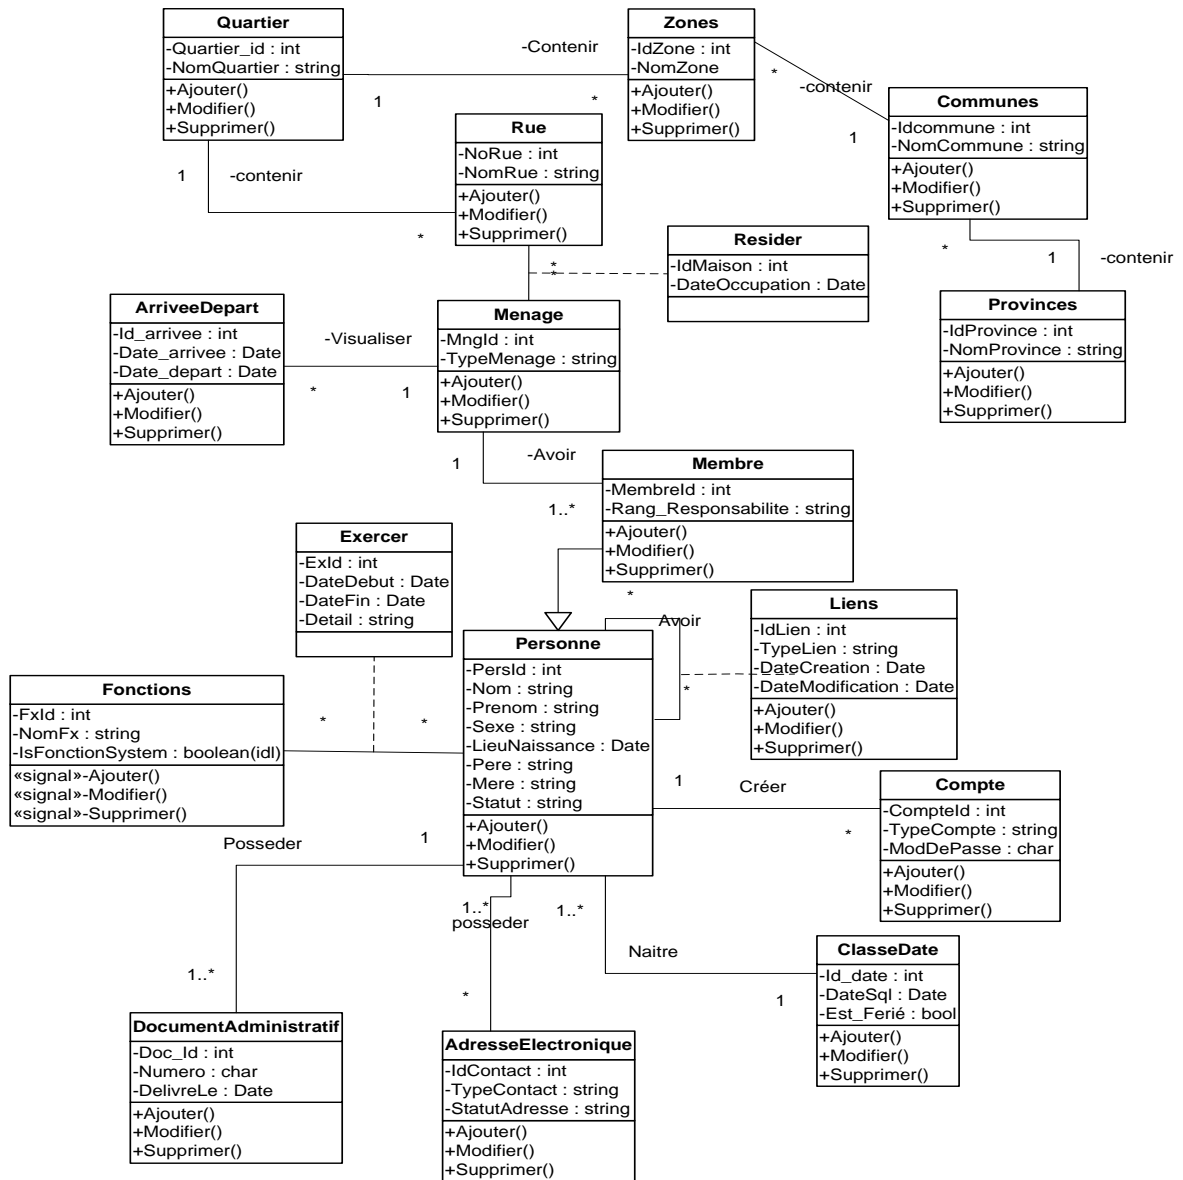 Quartier
-Quartier_id : int
-NomQuartier : string
+Ajouter()
+Modifier()
+Supprimer()
-Contenir
1
*
Zones
-IdZone : int
-NomZone
+Ajouter()
+Modifier()
+Supprimer()
*
-contenir
1
Communes
-Idcommune : int
-NomCommune : string
+Ajouter()
+Modifier()
+Supprimer()
1
-contenir
*
Rue
-NoRue : int
-NomRue : string
+Ajouter()
+Modifier()
+Supprimer()
*
*
Resider
-IdMaison : int
-DateOccupation : Date
*
1
-contenir
Provinces
-IdProvince : int
-NomProvince : string
+Ajouter()
+Modifier()
+Supprimer()
ArriveeDepart
-Id_arrivee : int
-Date_arrivee : Date
-Date_depart : Date
+Ajouter()
+Modifier()
+Supprimer()
-Visualiser
*
1
Menage
-MngId : int
-TypeMenage : string
+Ajouter()
+Modifier()
+Supprimer()
1
-Avoir
1..*
Membre
-MembreId : int
-Rang_Responsabilite : string
+Ajouter()
+Modifier()
+Supprimer()
Exercer
-ExId : int
-DateDebut : Date
-DateFin : Date
-Detail : string
*
Avoir
*
Liens
-IdLien : int
-TypeLien : string
-DateCreation : Date
-DateModification : Date
+Ajouter()
+Modifier()
+Supprimer()
Personne
-PersId : int
-Nom : string
-Prenom : string
-Sexe : string
-LieuNaissance : Date
-Pere : string
-Mere : string
-Statut : string
+Ajouter()
+Modifier()
+Supprimer()
Fonctions
-FxId : int
-NomFx : string
-IsFonctionSystem : boolean(idl)
«signal»-Ajouter()
«signal»-Modifier()
«signal»-Supprimer()
*
*
1
Créer
*
Compte
-CompteId : int
-TypeCompte : string
-ModDePasse : char
+Ajouter()
+Modifier()
+Supprimer()
Posseder
1
1..*
1..*
posseder
*
1..*
Naitre
1
ClasseDate
-Id_date : int
-DateSql : Date
-Est_Ferié : bool
+Ajouter()
+Modifier()
+Supprimer()
DocumentAdministratif
-Doc_Id : int
-Numero : char
-DelivreLe : Date
+Ajouter()
+Modifier()
+Supprimer()
AdresseElectronique
-IdContact : int
-TypeContact : string
-StatutAdresse : string
+Ajouter()
+Modifier()
+Supprimer()